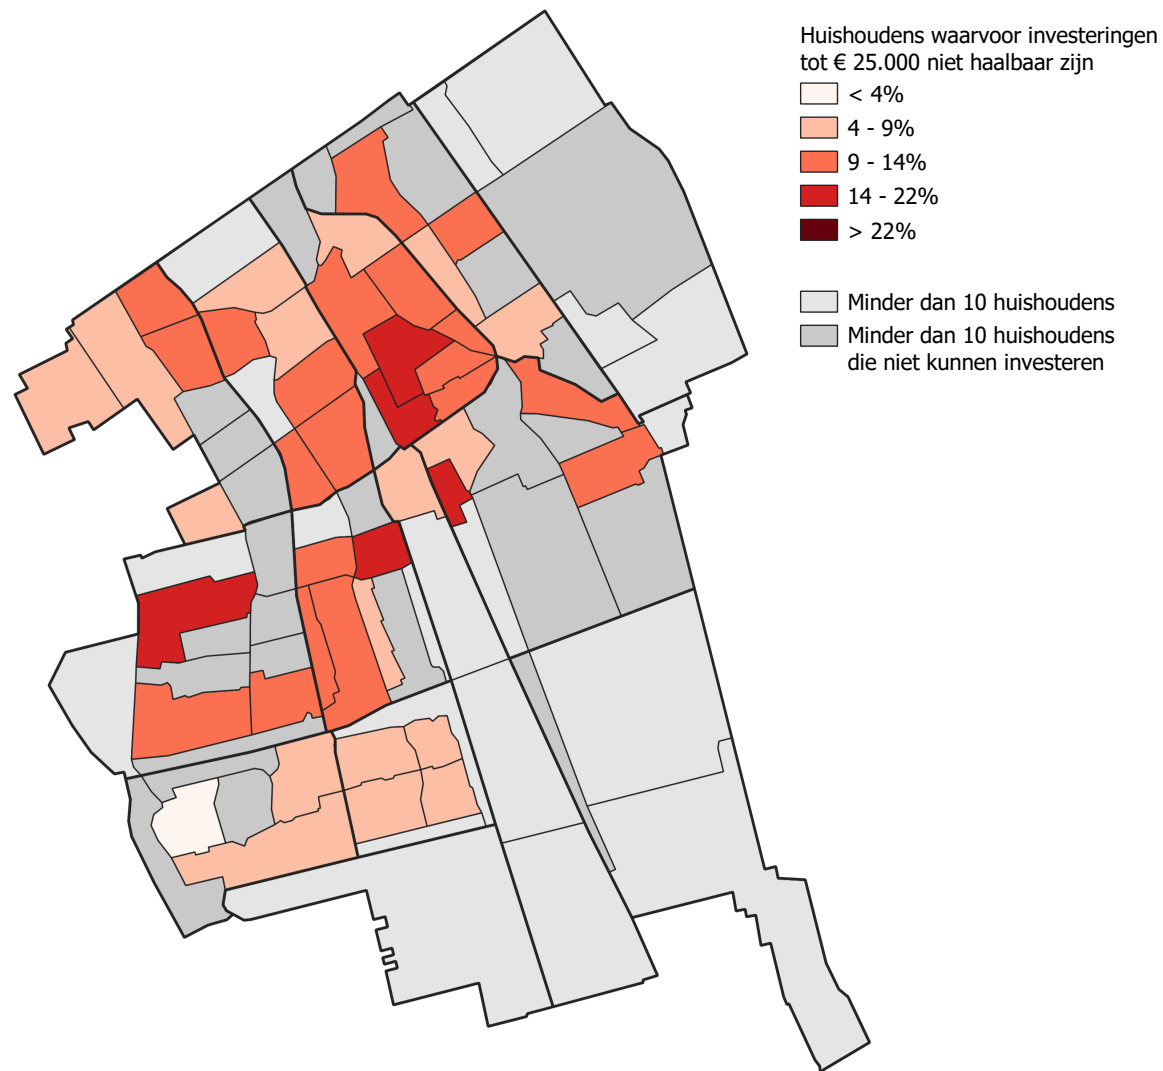 Huishoudens waarvoor investeringen
tot € 25.000 niet haalbaar zijn
< 4%
4 - 9%
9 - 14%
14 - 22%
> 22%
Minder dan 10 huishoudens
Minder dan 10 huishoudens
die niet kunnen investeren